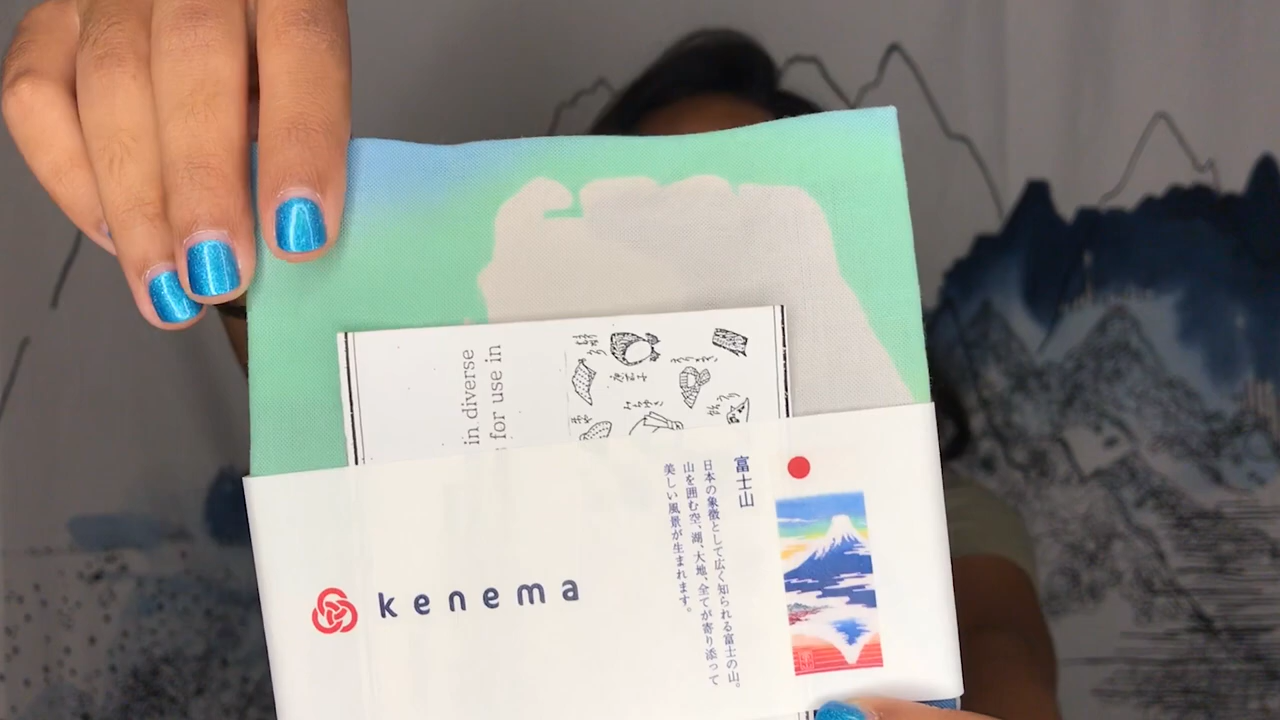 in diverse
for use in
富士山
日本の象徴として広く知られる富士の山。
山を囲む空、湖、大地、全てが寄り添って
美しい風景が生まれます。
kenema